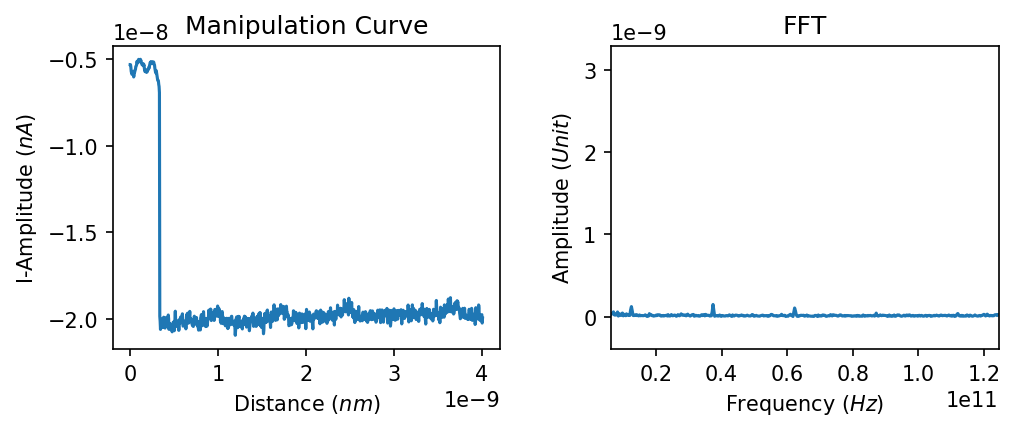 Manipulation Curve
1e−8
−0.5
−1.0
−1.5
−2.0
I-Amplitude (nA)
0 1 2 3 4
1e−9
Distance (nm)
FFT
1e−9
3
2
1
0
Amplitude (Unit)
0.2 0.4 0.6 0.8 1.0 1.2
1e11
Frequency (Hz)